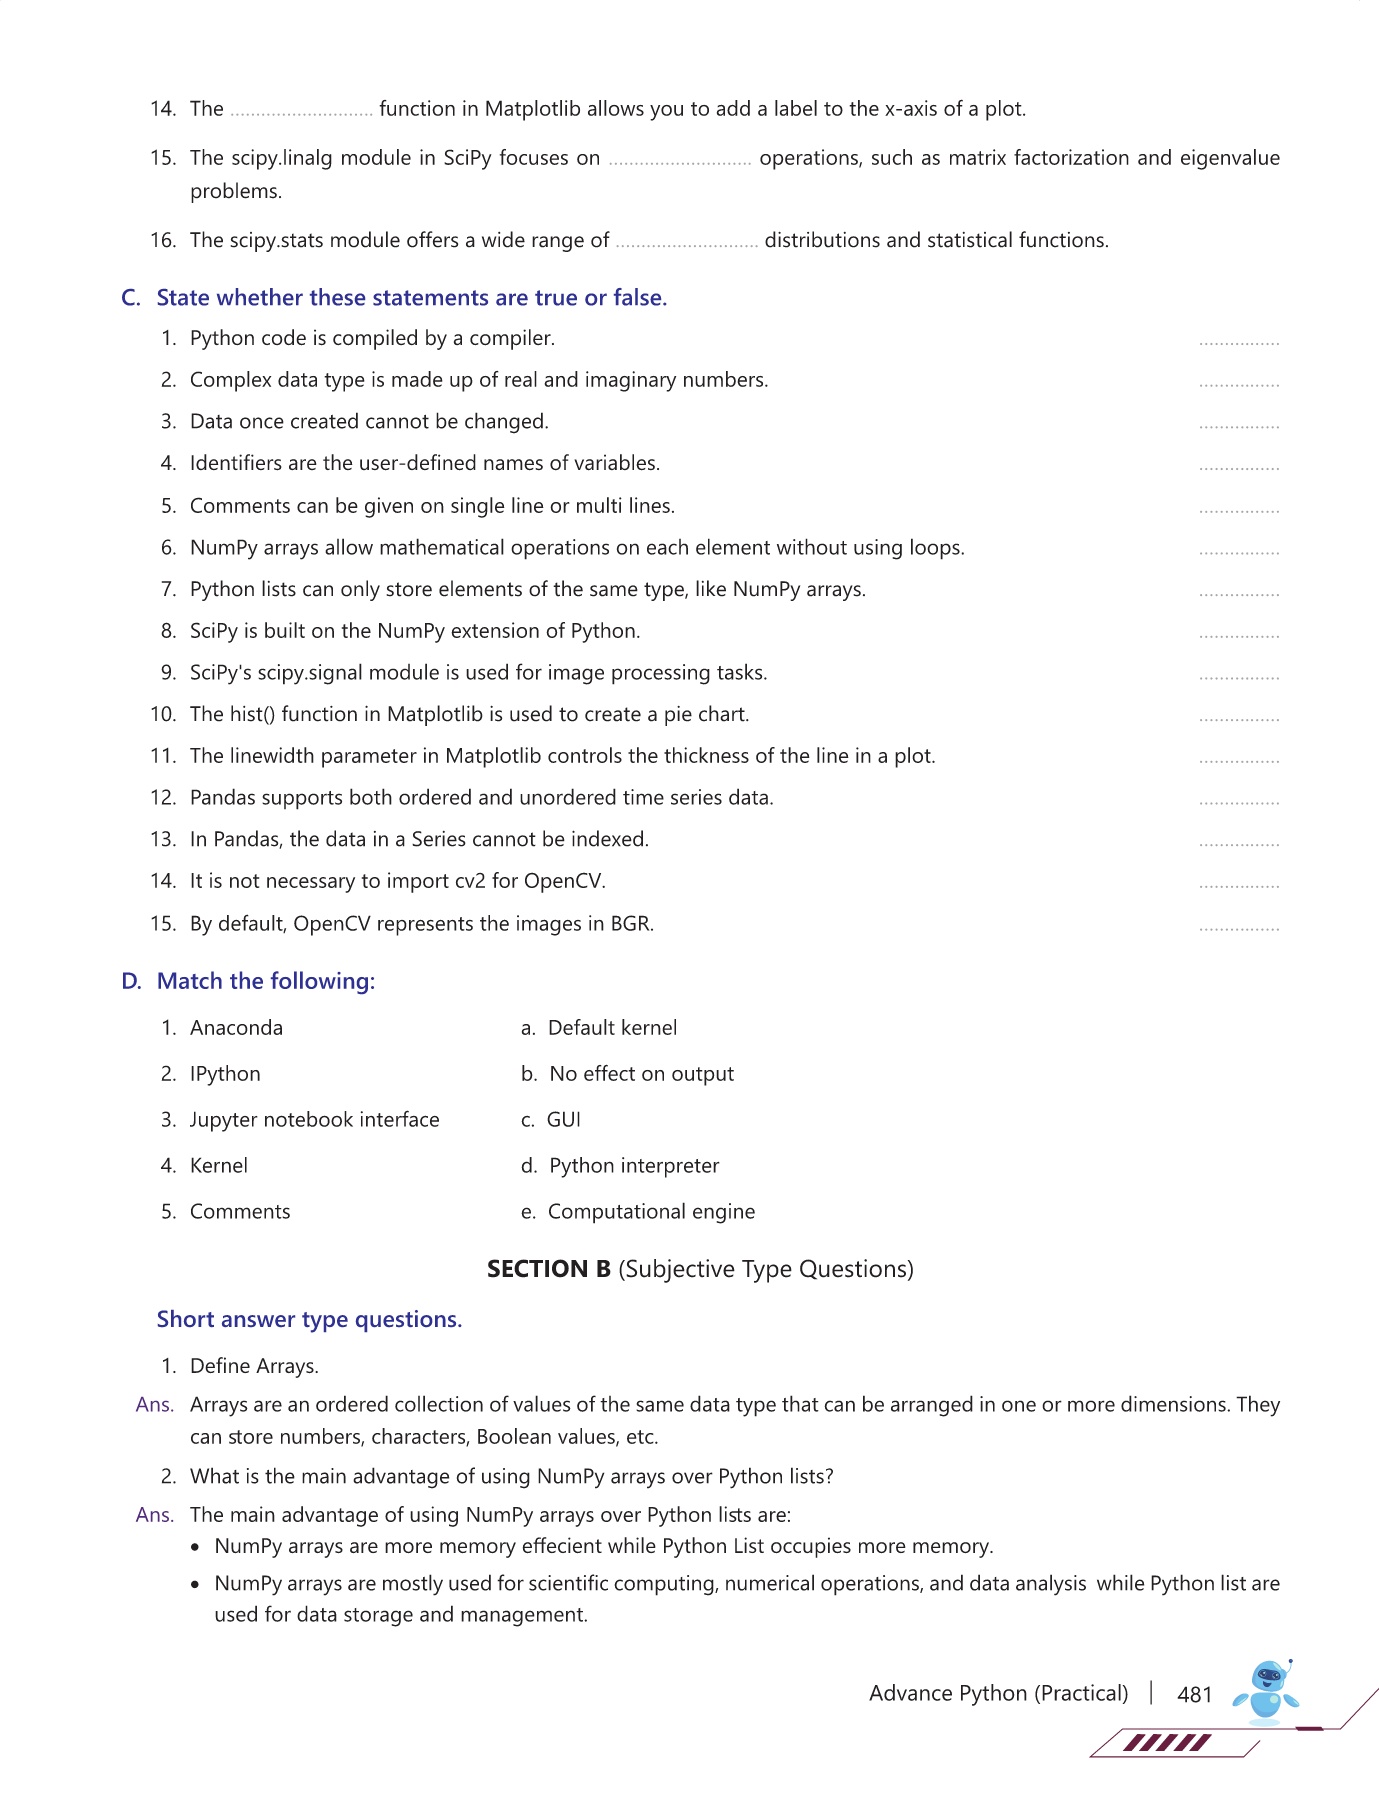 14. The ............................ function in Matplotlib allows you to add a label to the x-axis of a plot.
15. The scipy.linalg module in SciPy focuses on ............................ operations, such as matrix factorization and eigenvalue
problems.
16. The scipy.stats module offers a wide range of ............................ distributions and statistical functions.
C. State whether these statements are true or false.
1. Python code is compiled by a compiler. ................
2. Complex data type is made up of real and imaginary numbers. ................
3. Data once created cannot be changed. ................
4. Identifiers are the user-defined names of variables. ................
5. Comments can be given on single line or multi lines. ................
6. NumPy arrays allow mathematical operations on each element without using loops. ................
7. Python lists can only store elements of the same type, like NumPy arrays. ................
8. SciPy is built on the NumPy extension of Python. ................
9. SciPy's scipy.signal module is used for image processing tasks. ................
10. The hist() function in Matplotlib is used to create a pie chart. ................
11. The linewidth parameter in Matplotlib controls the thickness of the line in a plot. ................
12. Pandas supports both ordered and unordered time series data. ................
13. In Pandas, the data in a Series cannot be indexed. ................
14. It is not necessary to import cv2 for OpenCV. ................
15. By default, OpenCV represents the images in BGR. ................
D. Match the following:
1. Anaconda a. Default kernel
2. IPython b. No effect on output
3. Jupyter notebook interface c. GUI
4. Kernel d. Python interpreter
5. Comments e. Computational engine
SECTION B (Subjective Type Questions)
Short answer type questions.
1. Define Arrays.
Ans. Arrays are an ordered collection of values of the same data type that can be arranged in one or more dimensions. They
can store numbers, characters, Boolean values, etc.
2. What is the main advantage of using NumPy arrays over Python lists?
Ans. The main advantage of using NumPy arrays over Python lists are:
• NumPy arrays are more memory effecient while Python List occupies more memory.
• NumPy arrays are mostly used for scientific computing, numerical operations, and data analysis while Python list are
used for data storage and management.
Advance Python (Practical) | 481